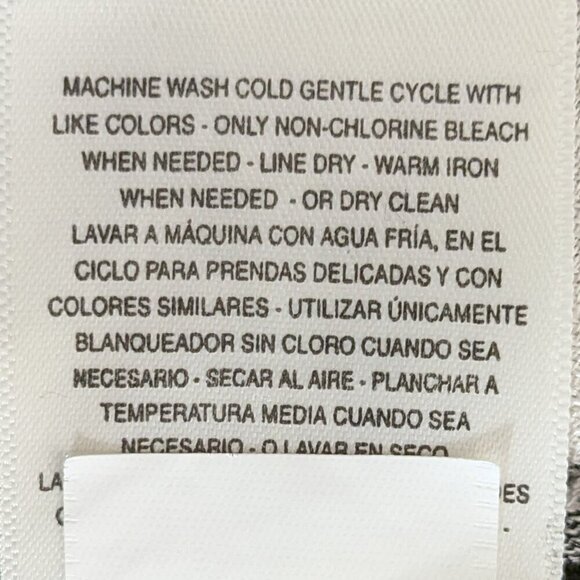 MACHINE WASH COLD GENTLE CYCLE WITH
LIKE COLORS - ONLY NON-CHLORINE BLEACH
WHEN NEEDED - LINE DRY - WARM IRON
WHEN NEEDED - OR DRY CLEAN
LAVAR A MÁQUINA CON AGUA FRÍA, EN EL
CICLO PARA PRENDAS DELICADAS Y CON
COLORES SIMILARES - UTILIZAR ÚNICAMENTE
BLANQUEADOR SIN CLORO CUANDO SEA
NECESARIO - SECAR AL AIRE - PLANCHAR A
TEMPERATURA MEDIA CUANDO SEA
NECESARIO - O LAVAR EN SECO